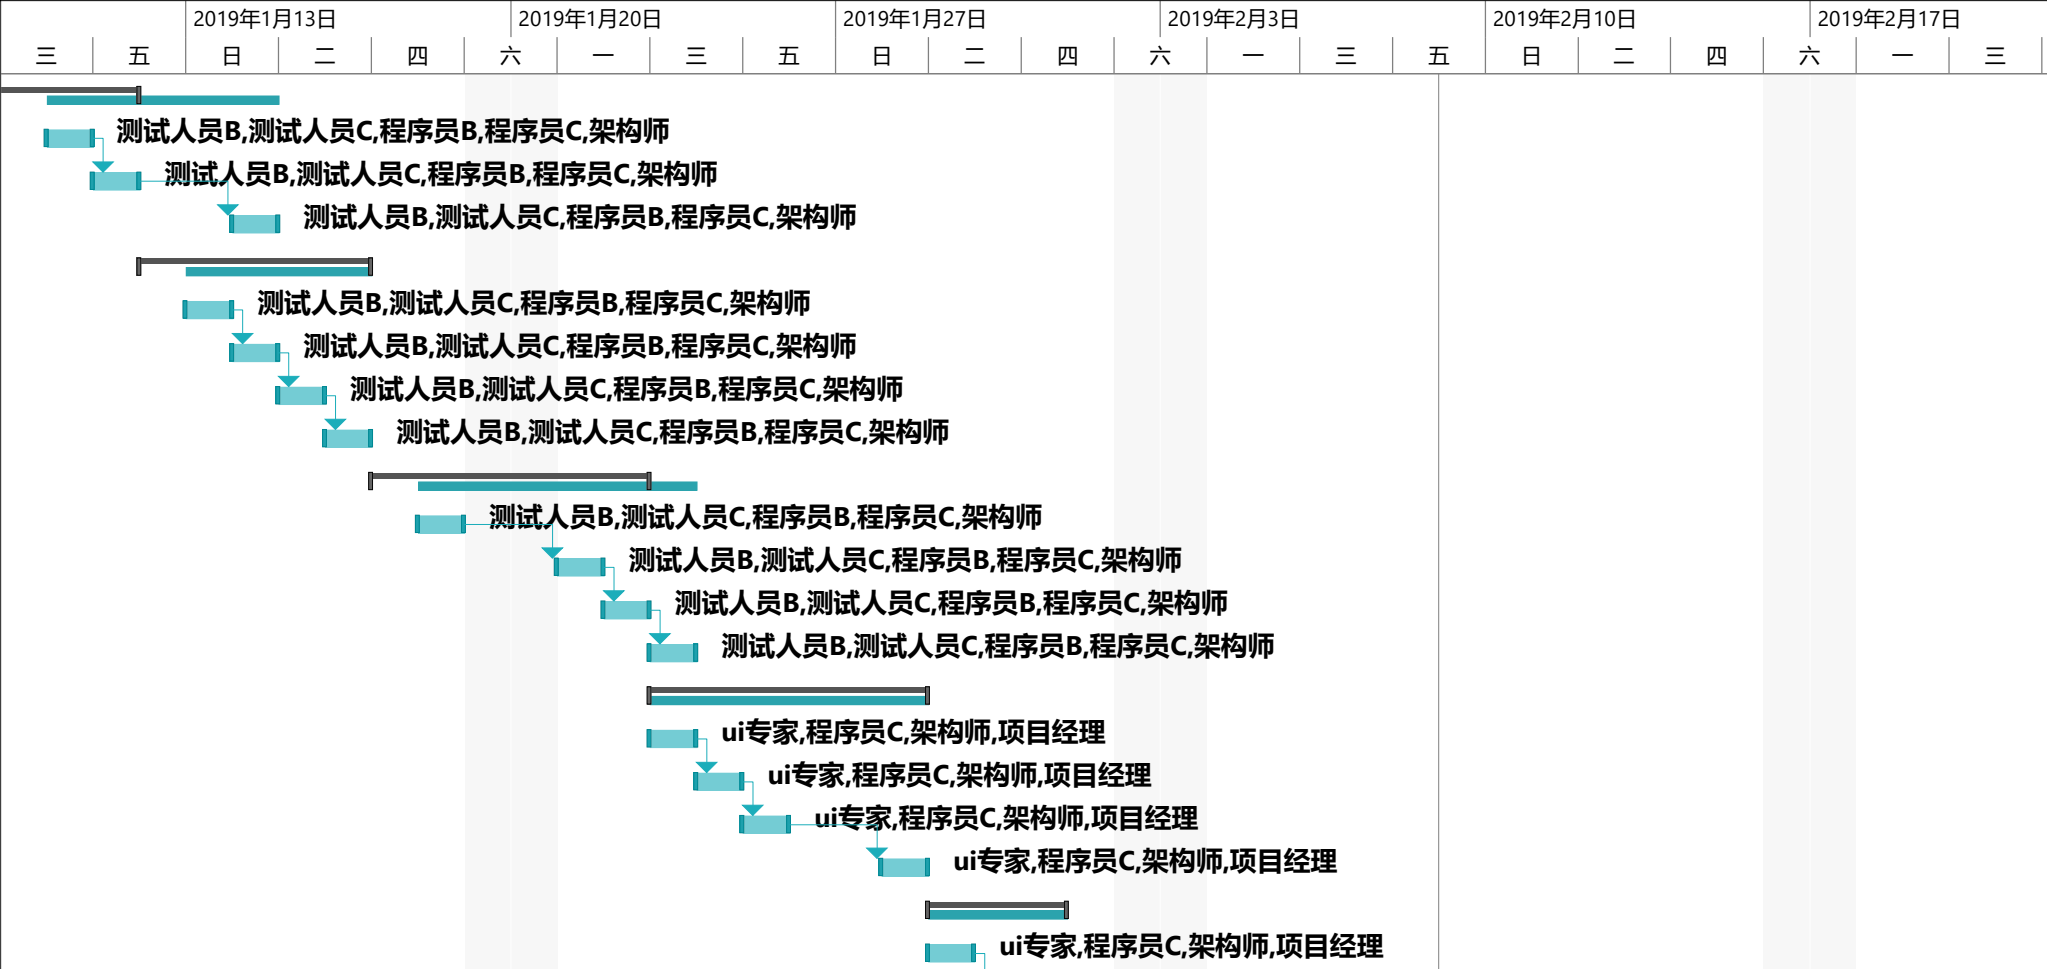 2019年1月13日 2019年1月20日 2019年1月27日 2019年2月3日 2019年2月10日 2019年2月17日
三 五 日 二 四 六 一 三 五 日 二 四 六 一 三 五 日 二 四 六 一 三
测试人员B,测试人员C,程序员B,程序员C,架构师
测试人员B,测试人员C,程序员B,程序员C,架构师
测试人员B,测试人员C,程序员B,程序员C,架构师
测试人员B,测试人员C,程序员B,程序员C,架构师
测试人员B,测试人员C,程序员B,程序员C,架构师
测试人员B,测试人员C,程序员B,程序员C,架构师
测试人员B,测试人员C,程序员B,程序员C,架构师
测试人员B,测试人员C,程序员B,程序员C,架构师
测试人员B,测试人员C,程序员B,程序员C,架构师
测试人员B,测试人员C,程序员B,程序员C,架构师
测试人员B,测试人员C,程序员B,程序员C,架构师
ui专家,程序员C,架构师,项目经理
ui专家,程序员C,架构师,项目经理
ui专家,程序员C,架构师,项目经理
ui专家,程序员C,架构师,项目经理
ui专家,程序员C,架构师,项目经理